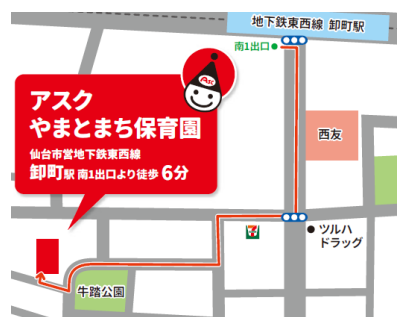 地下鉄東西線 卸町駅
南1出口
ASC
アスク
やまとまち保育園
仙台市営地下鉄東西線
卸町駅 南1出口より徒歩 6分
西友
7
ツルハ
ドラッグ
牛踏公園